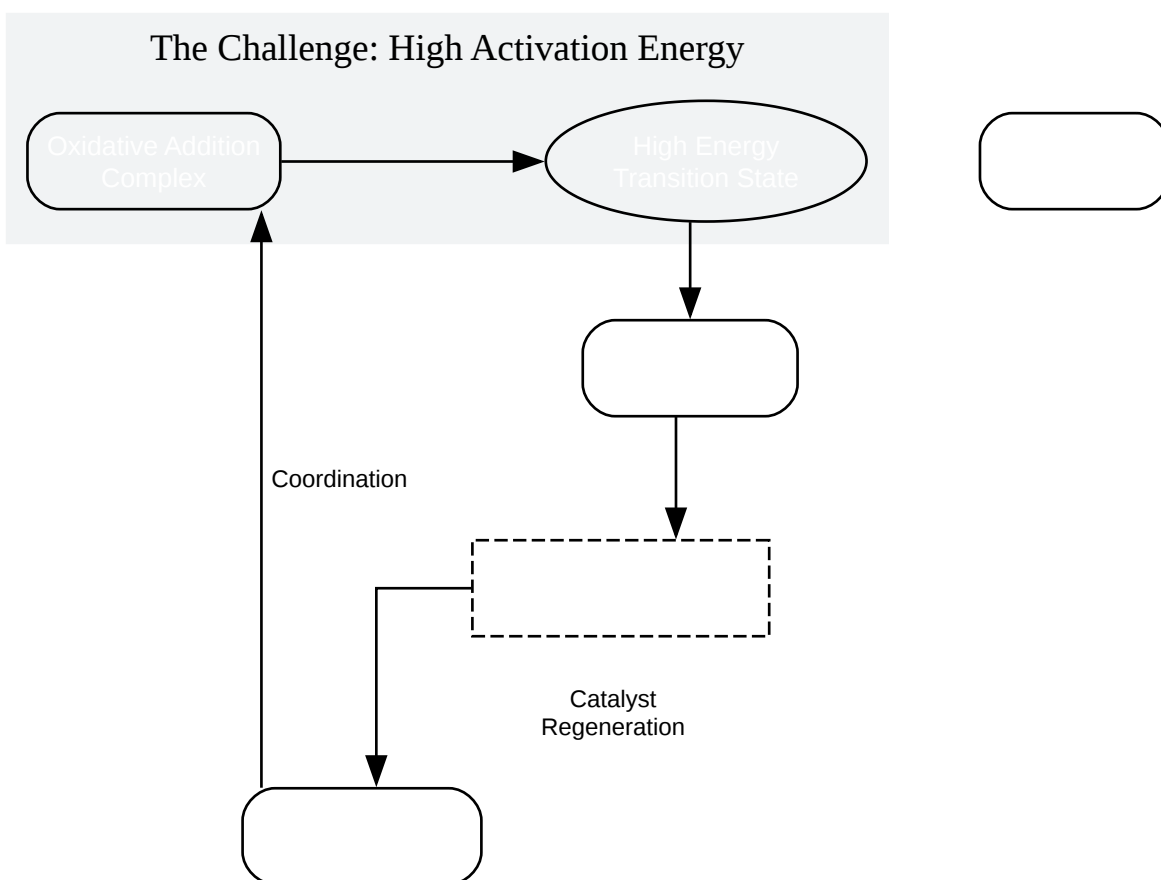 The Challenge: High Activation Energy
Oxidative Addition
Complex
High Energy
Transition State
Coordination
Catalyst
Regeneration